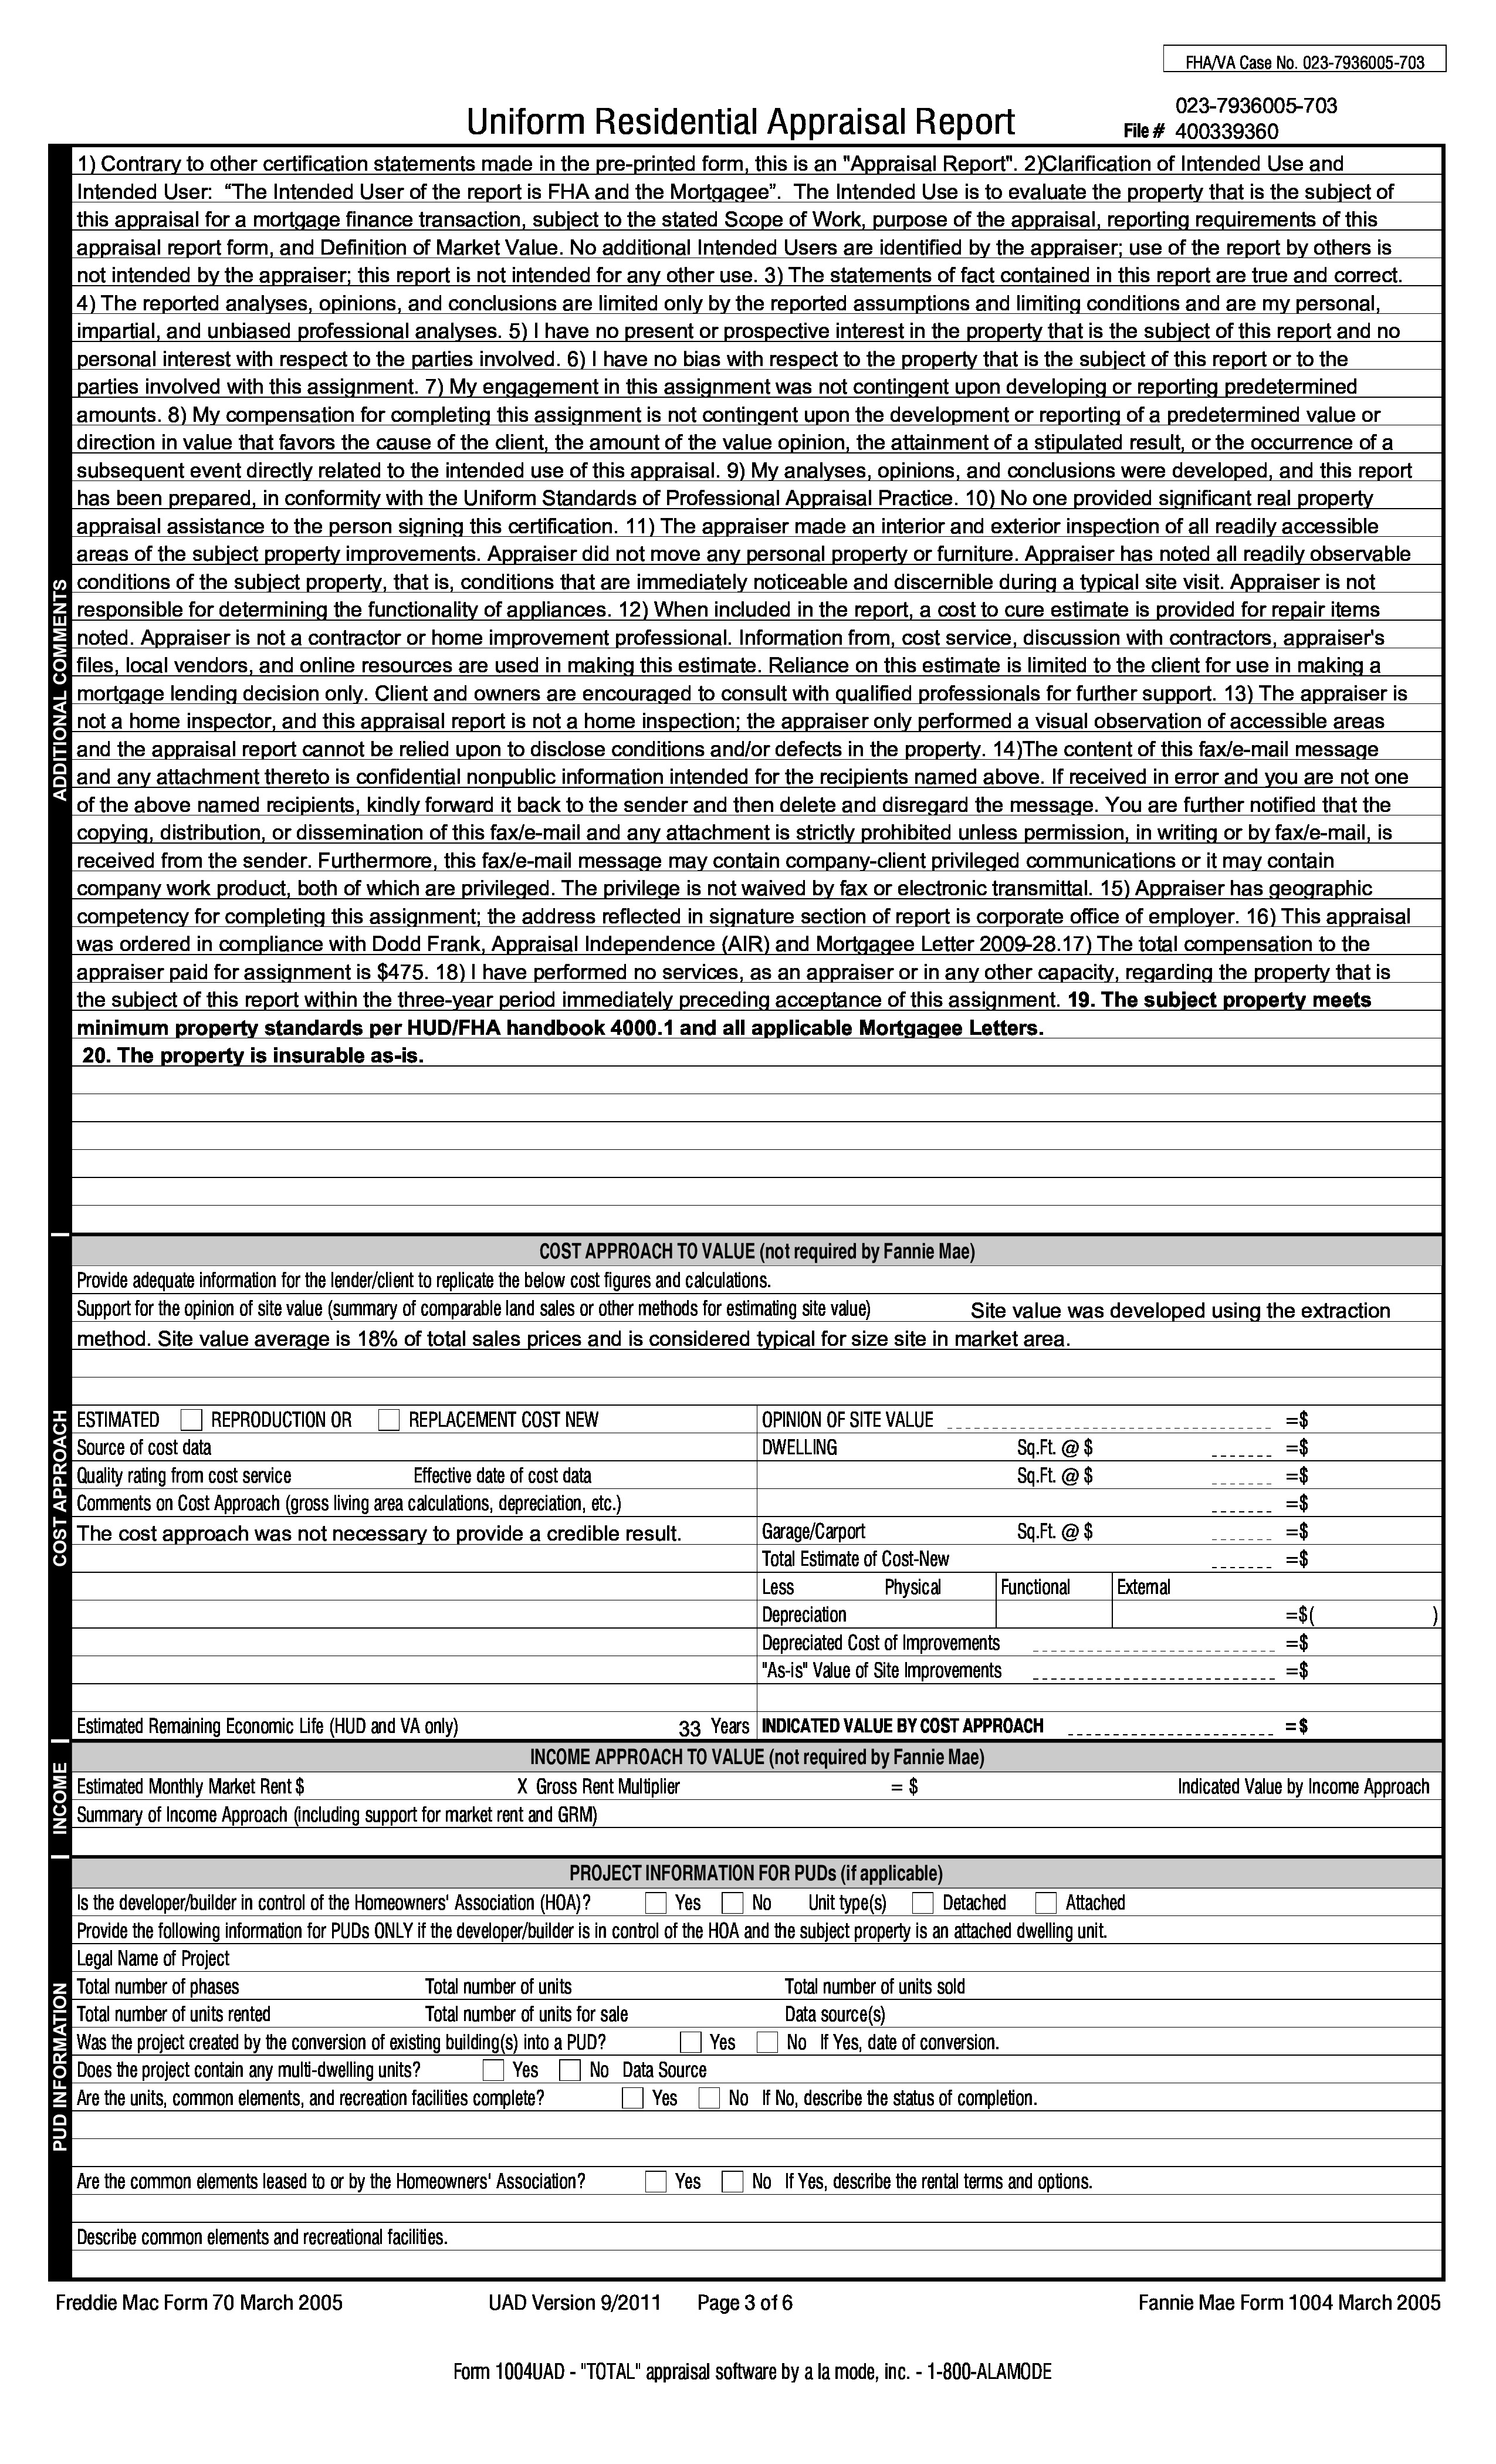 FHA/VA Case No. 023-7936005-703
023-7936005-703
Uniform Residential Appraisal Report File # 400339360
1) Contrary to other certification statements made in the pre-printed form, this is an "Appraisal Report". 2)Clarification of Intended Use and
Intended User: “The Intended User of the report is FHA and the Mortgagee”. The Intended Use is to evaluate the property that is the subject of
this appraisal for a mortgage finance transaction, subject to the stated Scope of Work, purpose of the appraisal, reporting requirements of this
appraisal report form, and Definition of Market Value. No additional Intended Users are identified by the appraiser; use of the report by others is
not intended by the appraiser; this report is not intended for any other use. 3) The statements of fact contained in this report are true and correct.
4) The reported analyses, opinions, and conclusions are limited only by the reported assumptions and limiting conditions and are my personal,
impartial, and unbiased professional analyses. 5) I have no present or prospective interest in the property that is the subject of this report and no
personal interest with respect to the parties involved. 6) I have no bias with respect to the property that is the subject of this report or to the
parties involved with this assignment. 7) My engagement in this assignment was not contingent upon developing or reporting predetermined
amounts. 8) My compensation for completing this assignment is not contingent upon the development or reporting of a predetermined value or
direction in value that favors the cause of the client, the amount of the value opinion, the attainment of a stipulated result, or the occurrence of a
subsequent event directly related to the intended use of this appraisal. 9) My analyses, opinions, and conclusions were developed, and this report
has been prepared, in conformity with the Uniform Standards of Professional Appraisal Practice. 10) No one provided significant real property
appraisal assistance to the person signing this certification. 11) The appraiser made an interior and exterior inspection of all readily accessible
areas of the subject property improvements. Appraiser did not move any personal property or furniture. Appraiser has noted all readily observable
conditions of the subject property, that is, conditions that are immediately noticeable and discernible during a typical site visit. Appraiser is not
responsible for determining the functionality of appliances. 12) When included in the report, a cost to cure estimate is provided for repair items
noted. Appraiser is not a contractor or home improvement professional. Information from, cost service, discussion with contractors, appraiser's
files, local vendors, and online resources are used in making this estimate. Reliance on this estimate is limited to the client for use in making a
mortgage lending decision only. Client and owners are encouraged to consult with qualified professionals for further support. 13) The appraiser is
not a home inspector, and this appraisal report is not a home inspection; the appraiser only performed a visual observation of accessible areas
and the appraisal report cannot be relied upon to disclose conditions and/or defects in the property. 14)The content of this fax/e-mail message
and any attachment thereto is confidential nonpublic information intended for the recipients named above. If received in error and you are not one
of the above named recipients, kindly forward it back to the sender and then delete and disregard the message. You are further notified that the
copying, distribution, or dissemination of this fax/e-mail and any attachment is strictly prohibited unless permission, in writing or by fax/e-mail, is
received from the sender. Furthermore, this fax/e-mail message may contain company-client privileged communications or it may contain
company work product, both of which are privileged. The privilege is not waived by fax or electronic transmittal. 15) Appraiser has geographic
competency for completing this assignment; the address reflected in signature section of report is corporate office of employer. 16) This appraisal
was ordered in compliance with Dodd Frank, Appraisal Independence (AIR) and Mortgagee Letter 2009-28.17) The total compensation to the
appraiser paid for assignment is $475. 18) I have performed no services, as an appraiser or in any other capacity, regarding the property that is
the subject of this report within the three-year period immediately preceding acceptance of this assignment. 19. The subject property meets
minimum property standards per HUD/FHA handbook 4000.1 and all applicable Mortgagee Letters.
20. The property is insurable as-is.
ADDITIONAL COMMENTS
COST APPROACH TO VALUE (not required by Fannie Mae)
Provide adequate information for the lender/client to replicate the below cost figures and calculations.
Support for the opinion of site value (summary of comparable land sales or other methods for estimating site value) Site value was developed using the extraction
method. Site value average is 18% of total sales prices and is considered typical for size site in market area.
COST APPROACH
ESTIMATED REPRODUCTION OR REPLACEMENT COST NEW OPINION OF SITE VALUE =$
Source of cost data DWELLING Sq.Ft. @ $ =$
Quality rating from cost service Effective date of cost data Sq.Ft. @ $ =$
Comments on Cost Approach (gross living area calculations, depreciation, etc.) =$
The cost approach was not necessary to provide a credible result. Garage/Carport Sq.Ft. @ $ =$
Total Estimate of Cost-New =$
Less Physical Functional External
Depreciation =$( )
Depreciated Cost of Improvements =$
"As-is" Value of Site Improvements =$
Estimated Remaining Economic Life (HUD and VA only) 33 Years INDICATED VALUE BY COST APPROACH =$
INCOME
INCOME APPROACH TO VALUE (not required by Fannie Mae)
Estimated Monthly Market Rent $ X Gross Rent Multiplier = $ Indicated Value by Income Approach
Summary of Income Approach (including support for market rent and GRM)
PROJECT INFORMATION FOR PUDs (if applicable)
Is the developer/builder in control of the Homeowners' Association (HOA)? Yes No Unit type(s) Detached Attached
Provide the following information for PUDs ONLY if the developer/builder is in control of the HOA and the subject property is an attached dwelling unit.
Legal Name of Project
Total number of phases Total number of units Total number of units sold
Total number of units rented Total number of units for sale Data source(s)
Was the project created by the conversion of existing building(s) into a PUD? Yes No If Yes, date of conversion.
Does the project contain any multi-dwelling units? Yes No Data Source
Are the units, common elements, and recreation facilities complete? Yes No If No, describe the status of completion.
PUD INFORMATION
Are the common elements leased to or by the Homeowners' Association? Yes No If Yes, describe the rental terms and options.
Describe common elements and recreational facilities.
Freddie Mac Form 70 March 2005 UAD Version 9/2011 Page 3 of 6 Fannie Mae Form 1004 March 2005
Form 1004UAD - "TOTAL" appraisal software by a la mode, inc. - 1-800-ALAMODE